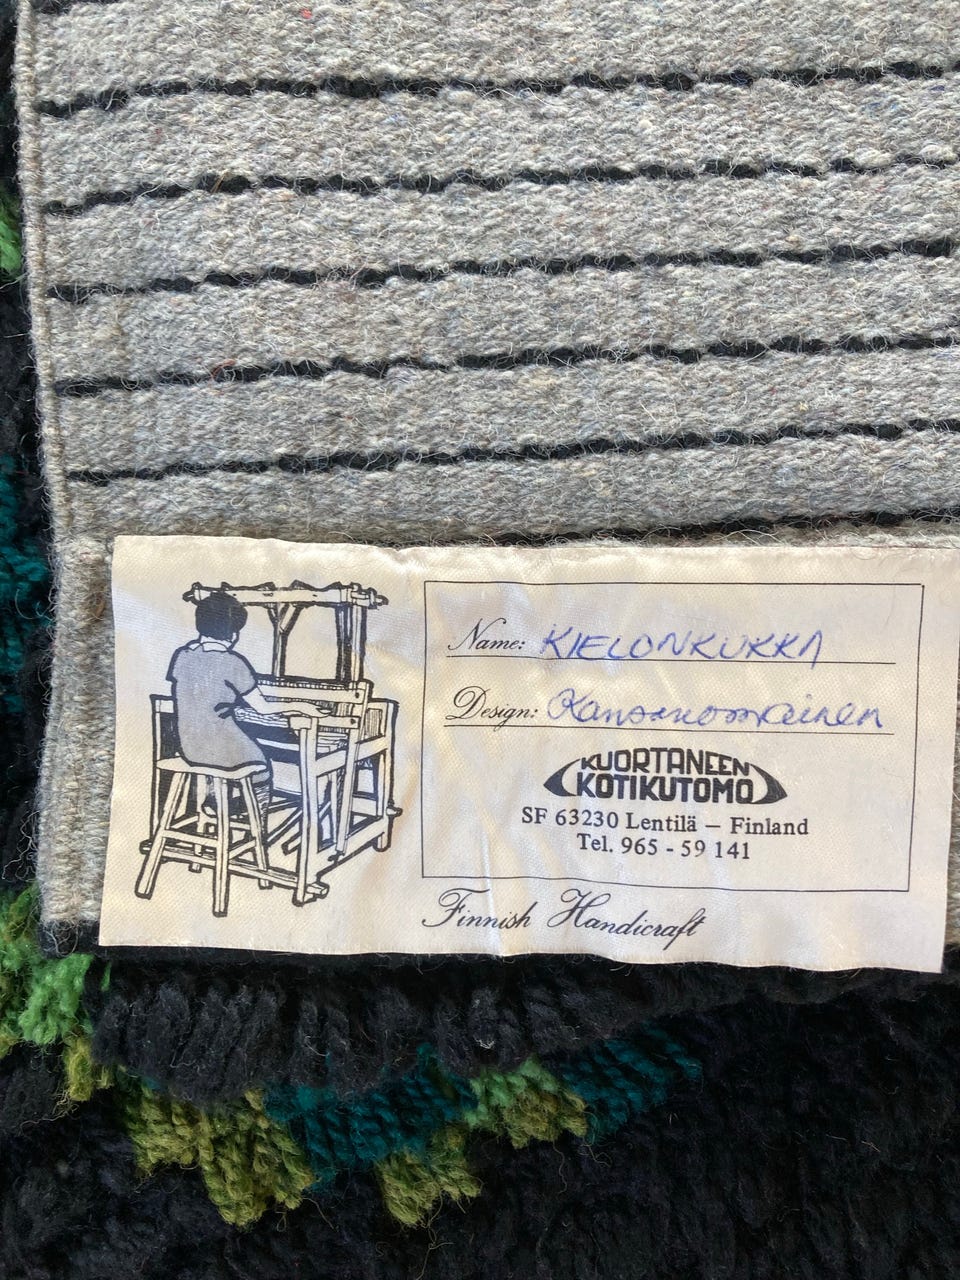 Name: KIELONKUKKA
Design: Kansanomainen
KUORTANEEN
KOTIKUTOMO
SF 63230 Lentilä – Finland
Tel. 965 - 59 141
Finnish Handicraft